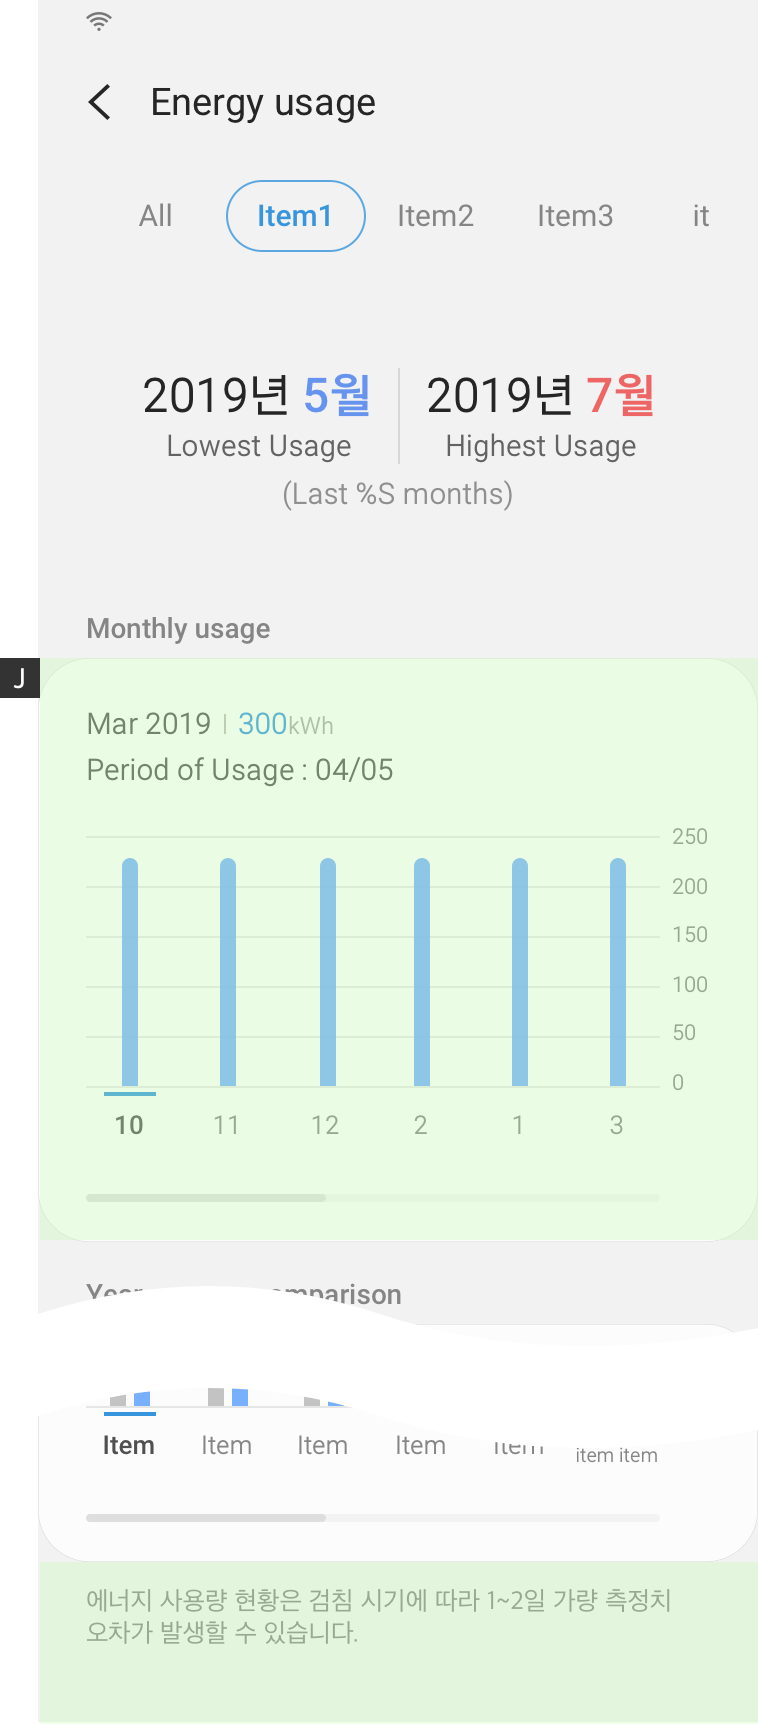 Energy usage
All Item1 Item2 Item3 it
2019년 5월 2019년 7월
Lowest Usage Highest Usage
(Last %S months)
Monthly usage
J
Mar 2019 | 300kWh
Period of Usage : 04/05
250
200
150
100
50
0
10 11 12 2 1 3
Item Item Item Item Item item item
에너지 사용량 현황은 검침 시기에 따라 1~2일 가량 측정치
오차가 발생할 수 있습니다.